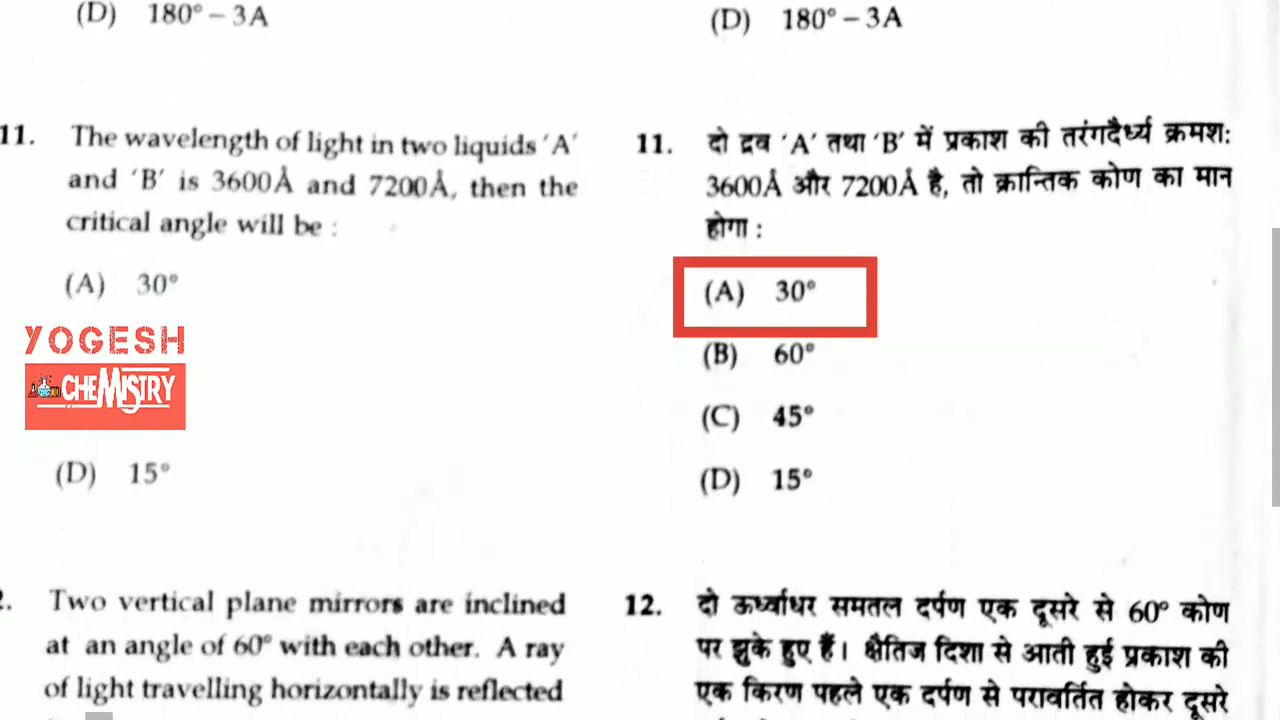 (D) 180° – 3A
11. The wavelength of light in two liquids 'A'
and 'B' is 3600Å and 7200Å, then the
critical angle will be :
(A) 30°
YOGESH
CHEMISTRY
(D) 15°
2. Two vertical plane mirrors are inclined
at an angle of 60° with each other. A ray
of light travelling horizontally is reflected
(D) 180° – 3A
11. दो द्रव 'A' तथा 'B' में प्रकाश की तरंगदैर्ध्य क्रमश:
3600Å और 7200Å है, तो क्रान्तिक कोण का मान
होगा :
(A) 30°
(B) 60°
(C) 45°
(D) 15°
12. दो ऊर्ध्वाधर समतल दर्पण एक दूसरे से 60° कोण
पर झुके हुए हैं। क्षैतिज दिशा से आती हुई प्रकाश की
एक किरण पहले एक दर्पण से परावर्तित होकर दूसरे